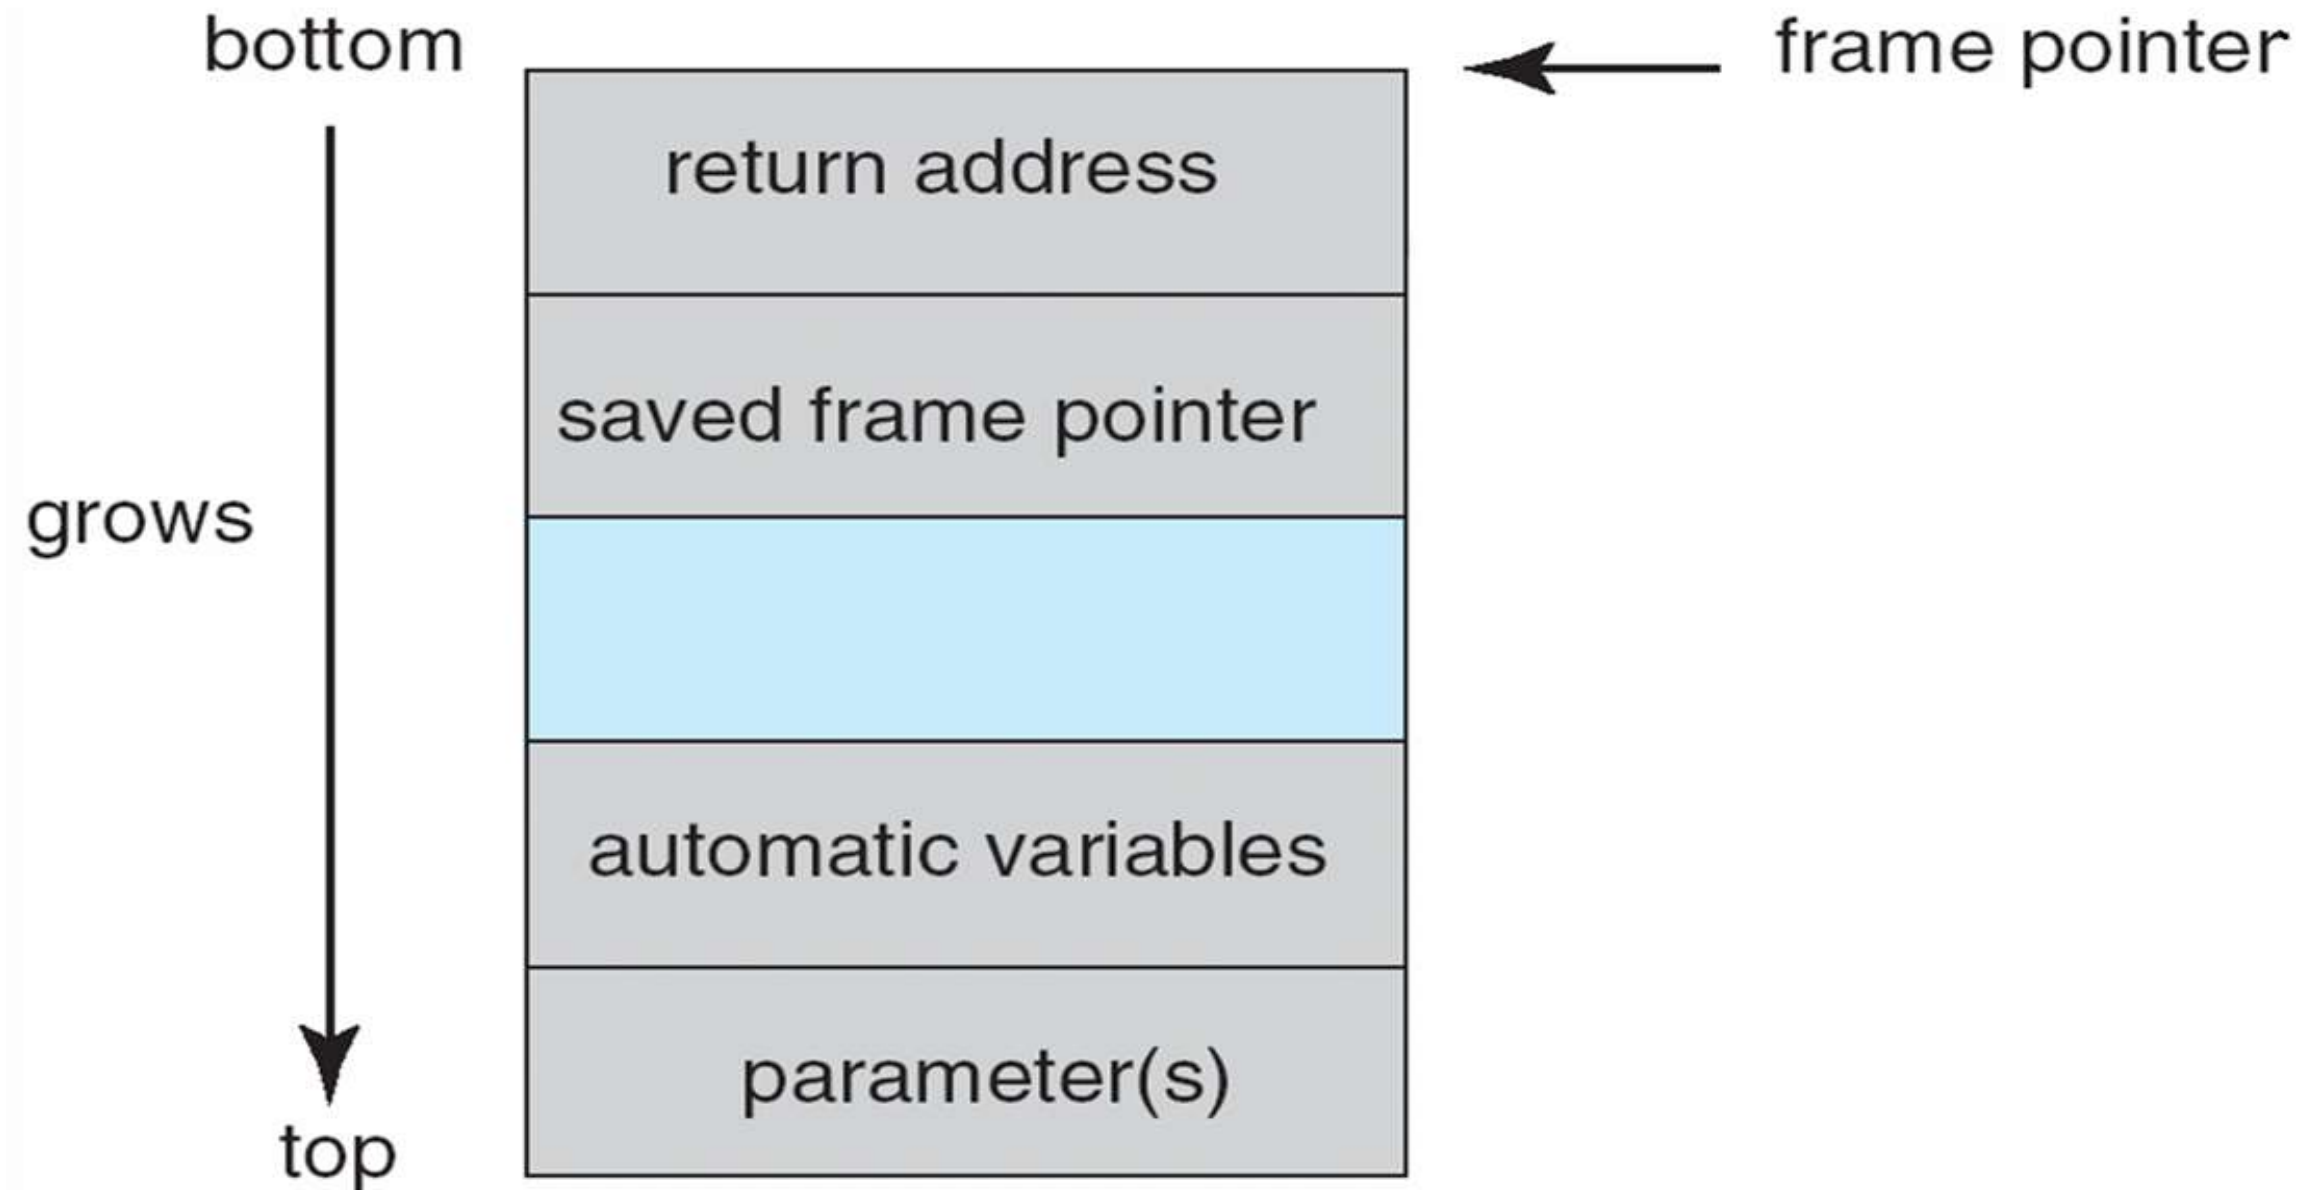 bottom
frame pointer
return address
saved frame pointer
grows
automatic variables
parameter(s)
top